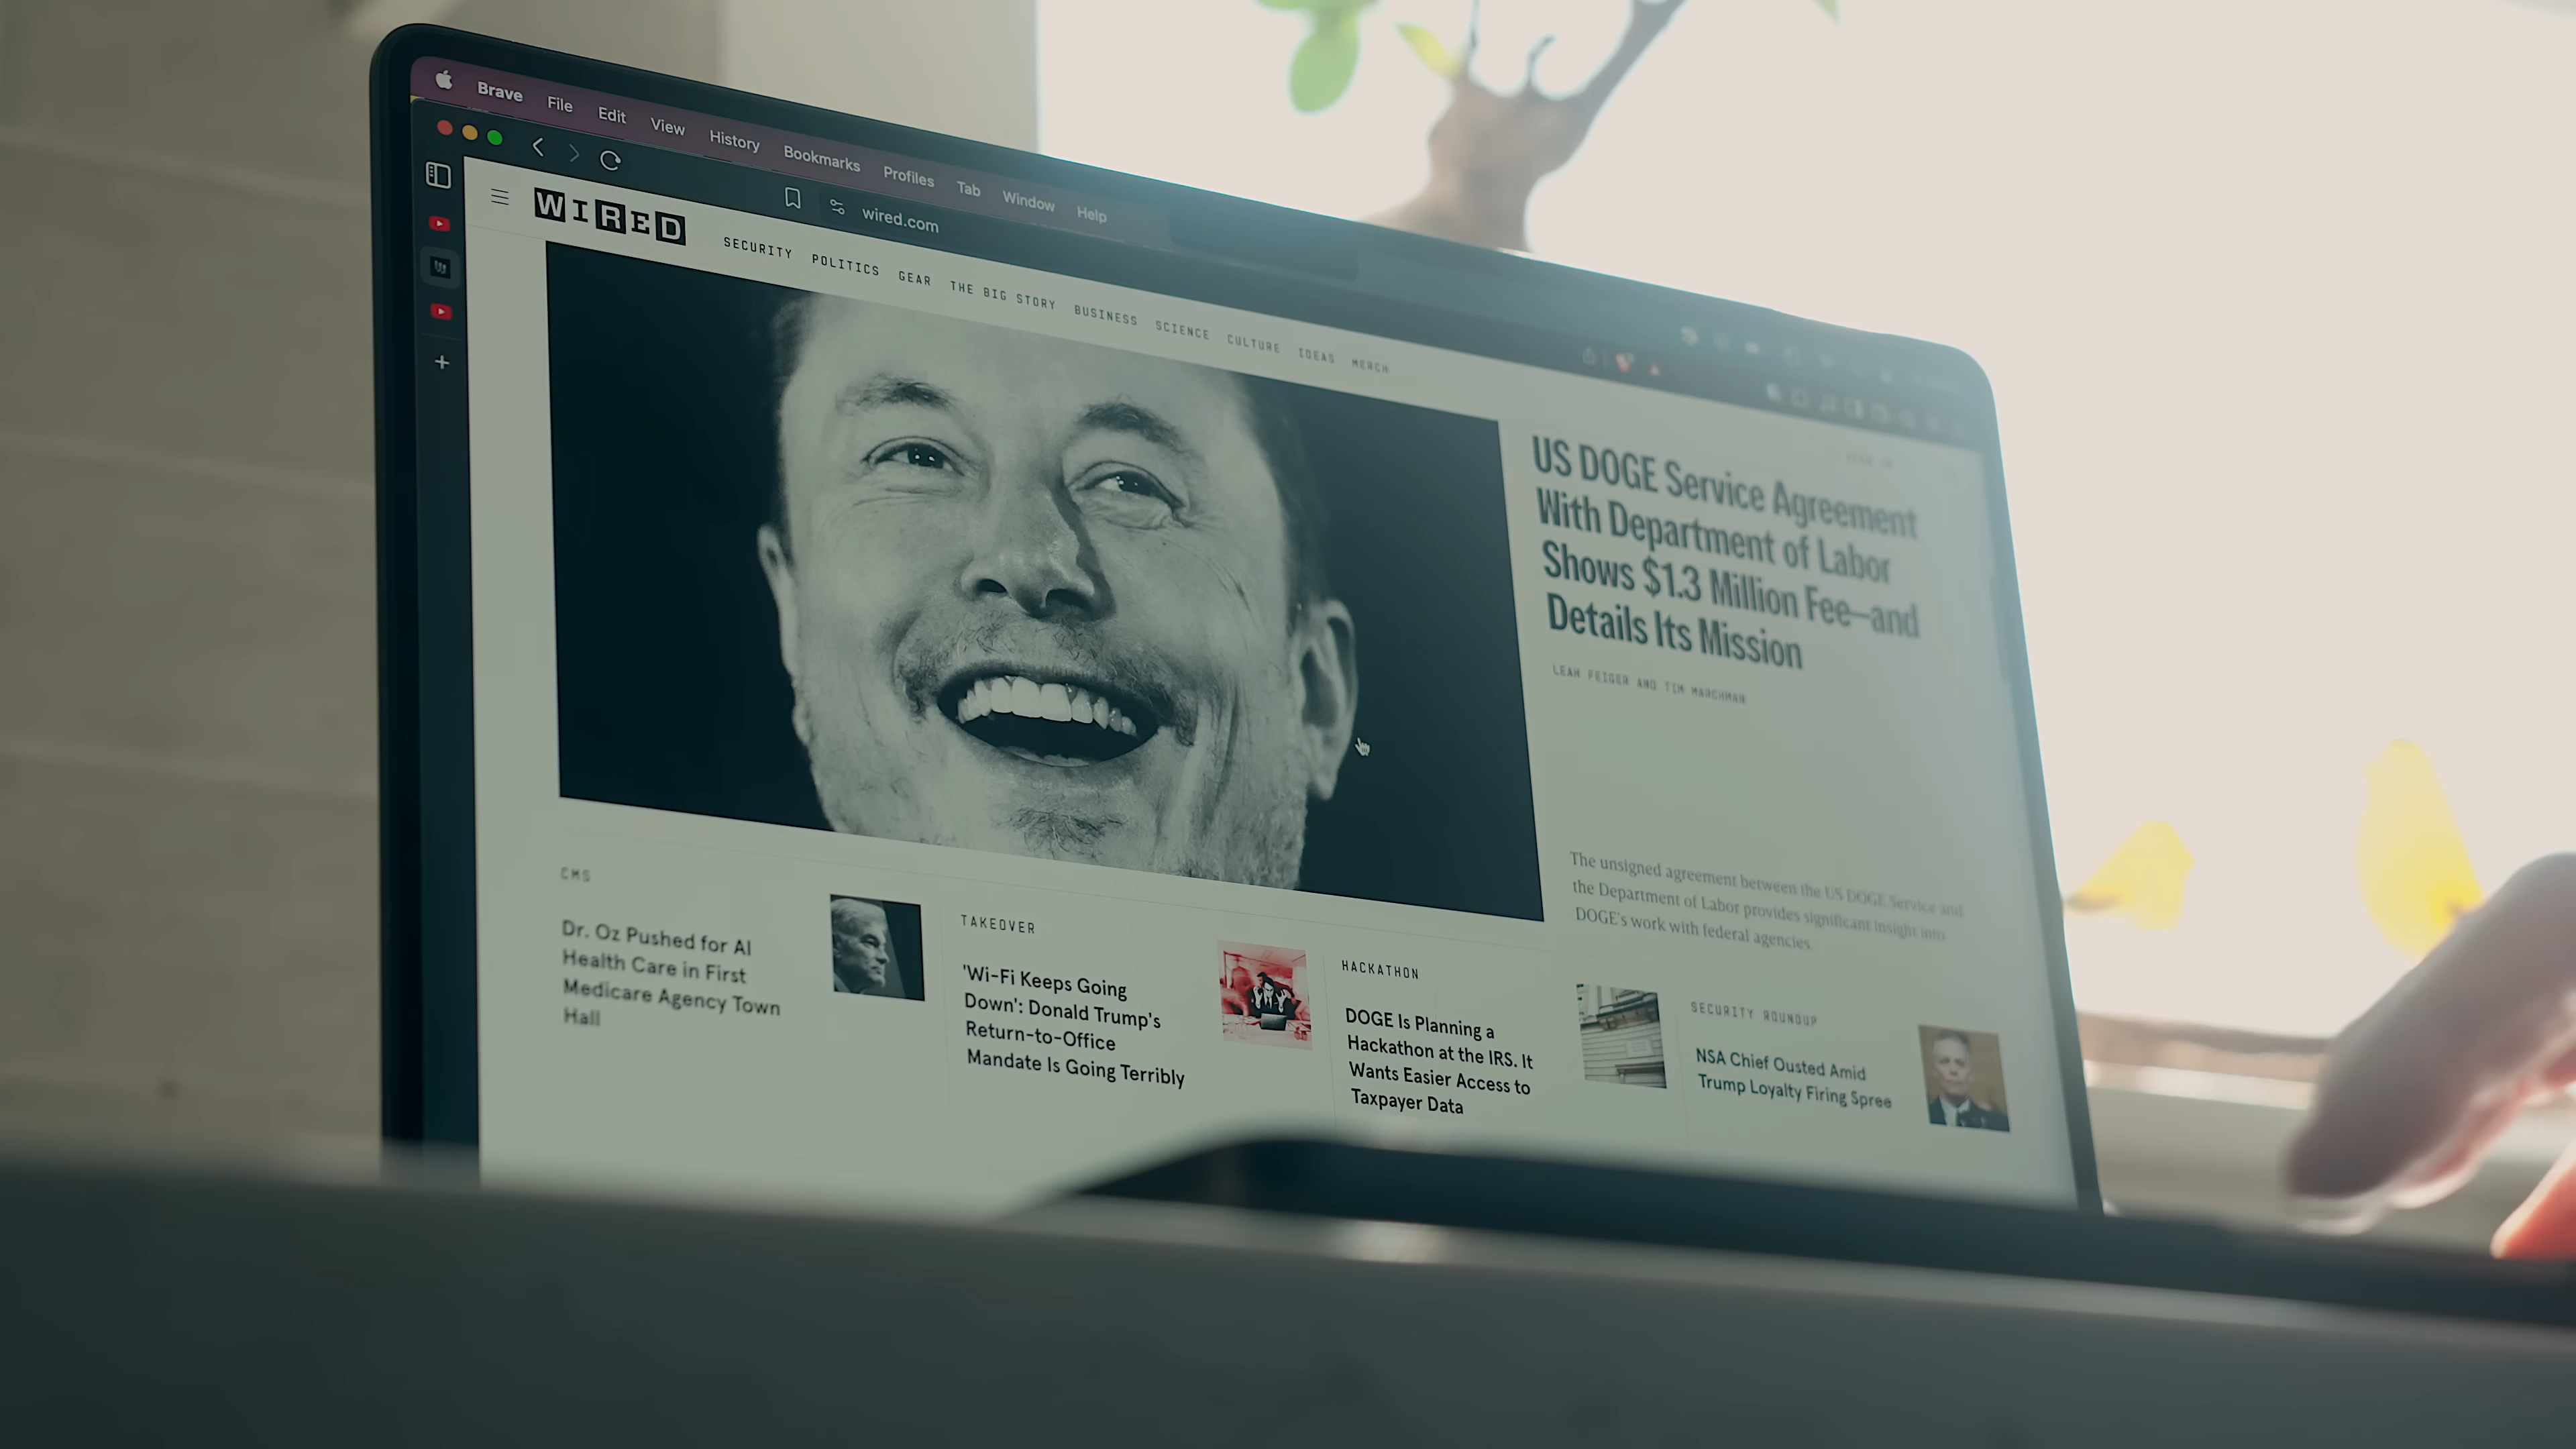 Brave File Edit View History Bookmarks Profiles Tab Window Help
wired.com
WIRED
SECURITY POLITICS GEAR THE BIG STORY BUSINESS SCIENCE CULTURE IDEAS MERCH
US DOGE Service Agreement
With Department of Labor
Shows $1.3 Million Fee—and
Details Its Mission
LEAH FEIGER AND TIM MARCHMAN
The unsigned agreement between the US DOGE Service and
the Department of Labor provides significant insight into
DOGE's work with federal agencies.
CMS
Dr. Oz Pushed for AI
Health Care in First
Medicare Agency Town
Hall
TAKEOVER
'Wi-Fi Keeps Going
Down': Donald Trump's
Return-to-Office
Mandate Is Going Terribly
HACKATHON
DOGE Is Planning a
Hackathon at the IRS. It
Wants Easier Access to
Taxpayer Data
SECURITY ROUNDUP
NSA Chief Ousted Amid
Trump Loyalty Firing Spree